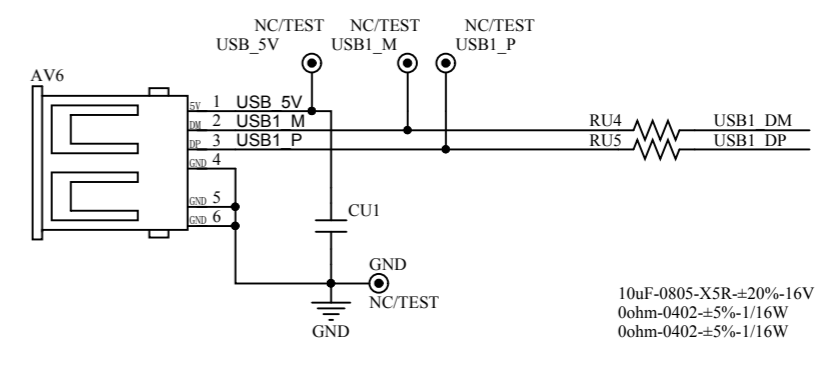 NC/TEST NC/TEST NC/TEST
USB_5V USB1_M USB1_P
AV6
5V 1 USB_5V
DM 2 USB1_M RU4 USB1_DM
DP 3 USB1_P RU5 USB1_DP
GND 4
GND 5
GND 6
CU1
GND
NC/TEST
GND
10uF-0805-X5R-±20%-16V
0ohm-0402-±5%-1/16W
0ohm-0402-±5%-1/16W